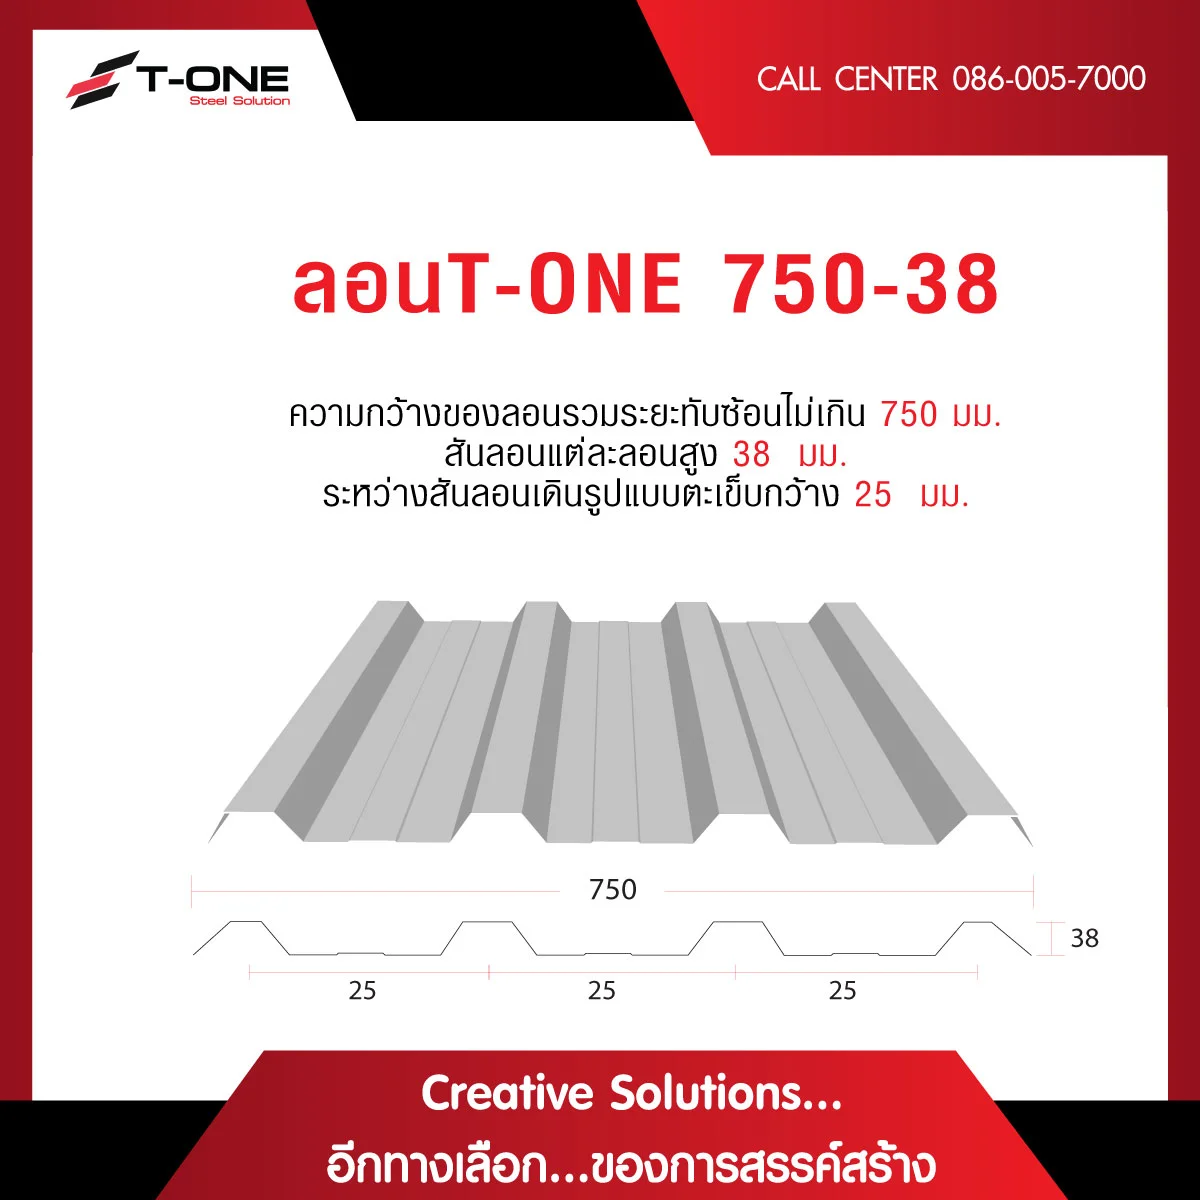 T-ONE
Steel Solution
CALL CENTER 086-005-7000
ลอนT-ONE 750-38
ความกว้างของลอนรวมระยะทับซ้อนไม่เกิน 750 มม.
สันลอนแต่ละลอนสูง 38 มม.
ระหว่างสันลอนเดินรูปแบบตะเข็บกว้าง 25 มม.
750
38
25 25 25
Creative Solutions...
อีกทางเลือก...ของการสรรค์สร้าง